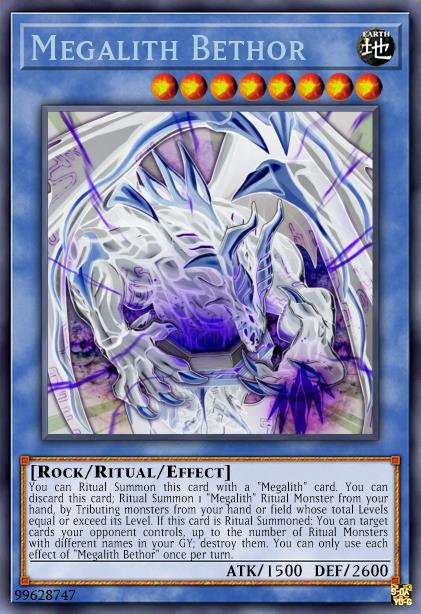 MEGALITH BETHOR
EARTH
地
[ROCK/RITUAL/EFFECT]
You can Ritual Summon this card with a "Megalith" card. You can
discard this card; Ritual Summon 1 "Megalith" Ritual Monster from your
hand, by Tributing monsters from your hand or field whose total Levels
equal or exceed its Level. If this card is Ritual Summoned: You can target
cards your opponent controls, up to the number of Ritual Monsters
with different names in your GY; destroy them. You can only use each
effect of "Megalith Bethor" once per turn.
ATK/1500 DEF/2600
99628747